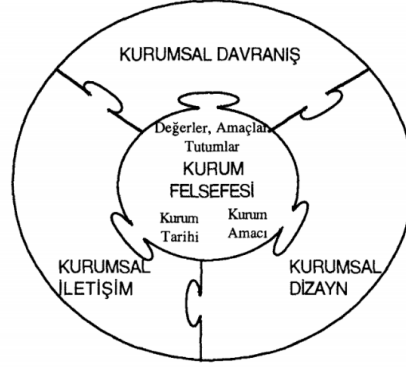 KURUMSAL DAVRANIŞ
Değerler, Amaçlar
Tutumlar
KURUM
FELSEFESİ
Kurum
Tarihi
Kurum
Amacı
KURUMSAL
İLETİŞİM
KURUMSAL
DİZAYN